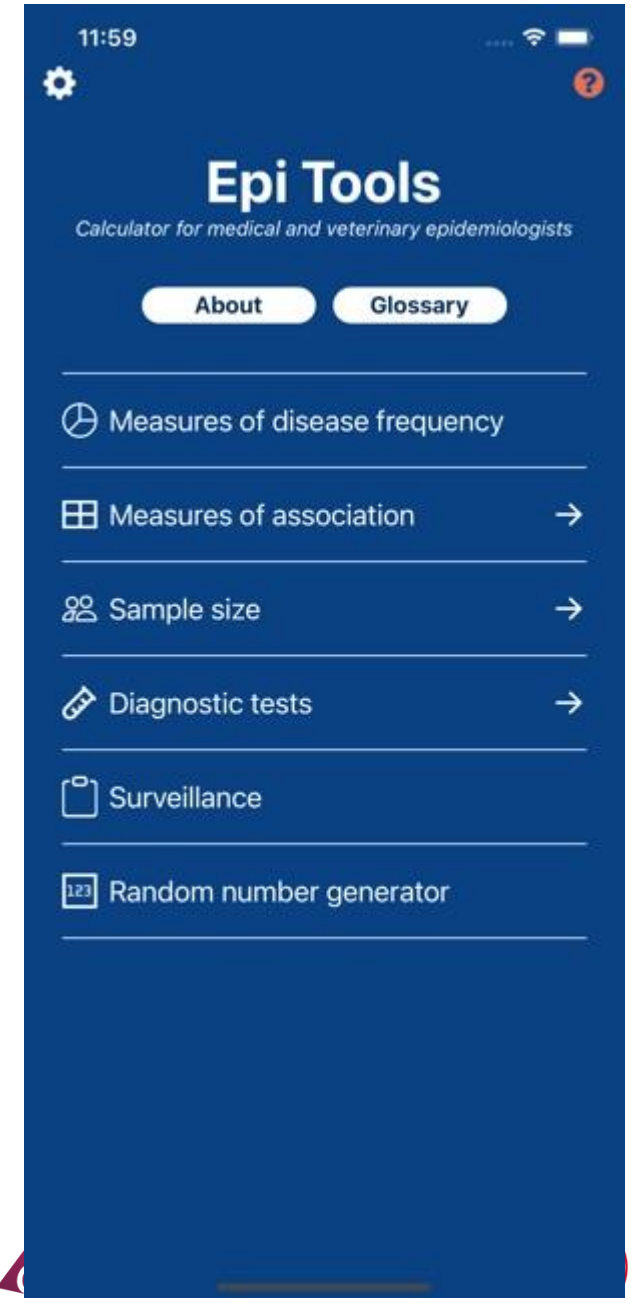 11:59
?
Epi Tools
Calculator for medical and veterinary epidemiologists
About Glossary
Measures of disease frequency
Measures of association
Sample size
Diagnostic tests
Surveillance
123 Random number generator